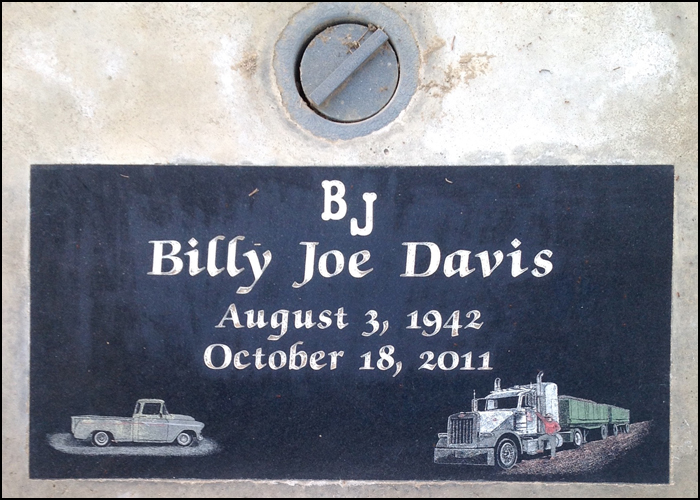 BJ
Billy Joe Davis
August 3, 1942
October 18, 2011